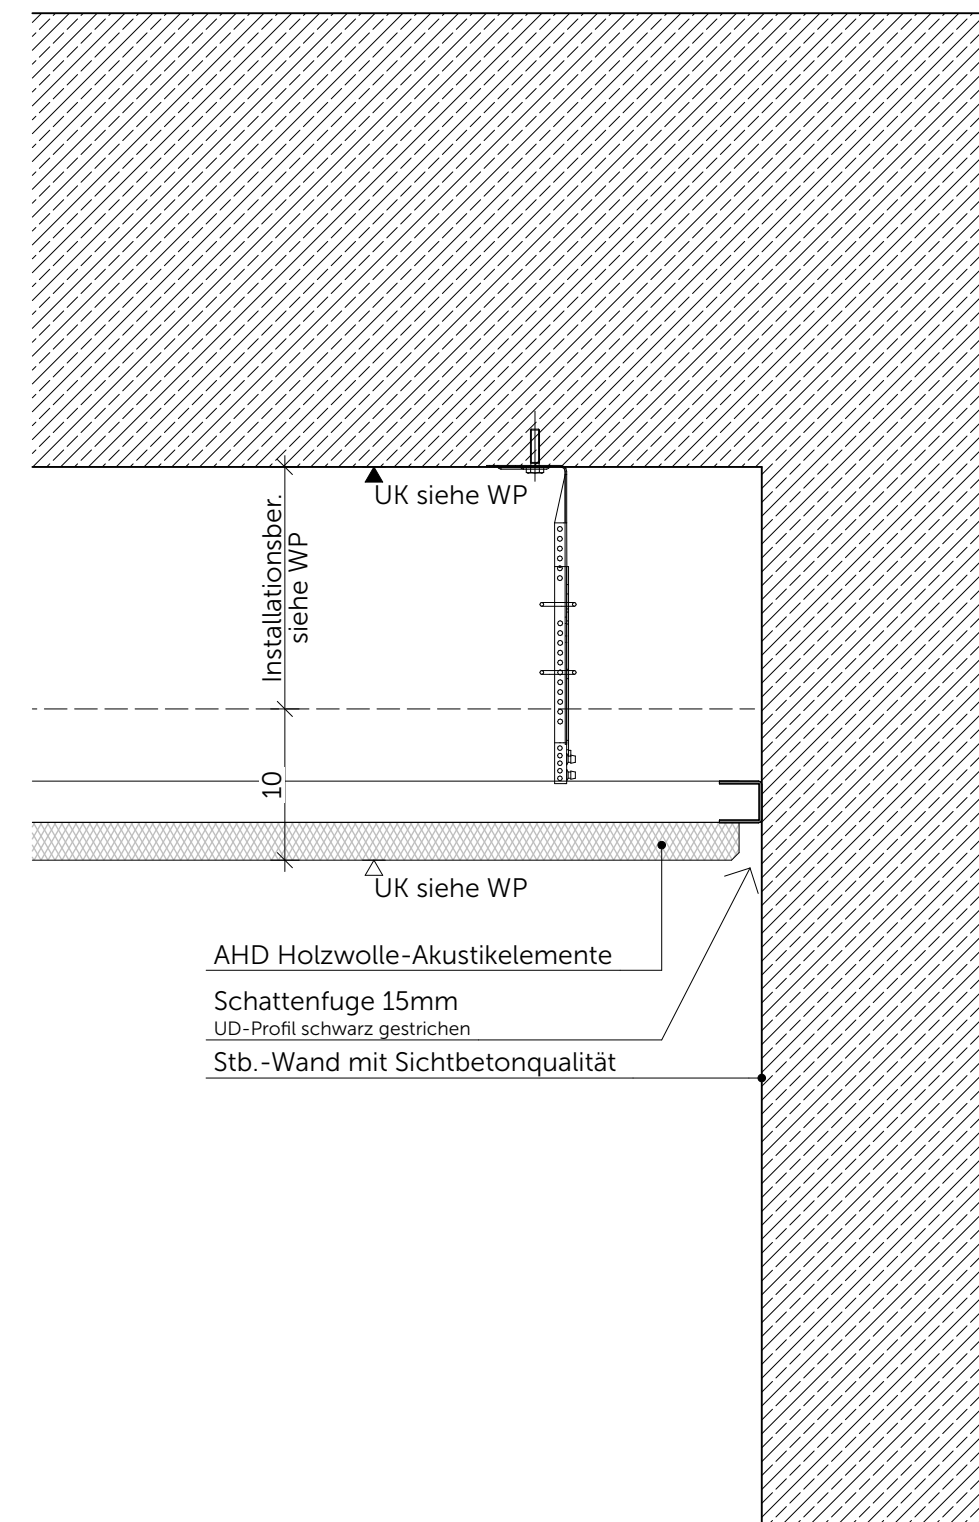 UK siehe WP
Installationsber.
siehe WP
10
UK siehe WP
AHD Holzwolle-Akustikelemente
Schattenfuge 15mm
UD-Profil schwarz gestrichen
Stb.-Wand mit Sichtbetonqualität